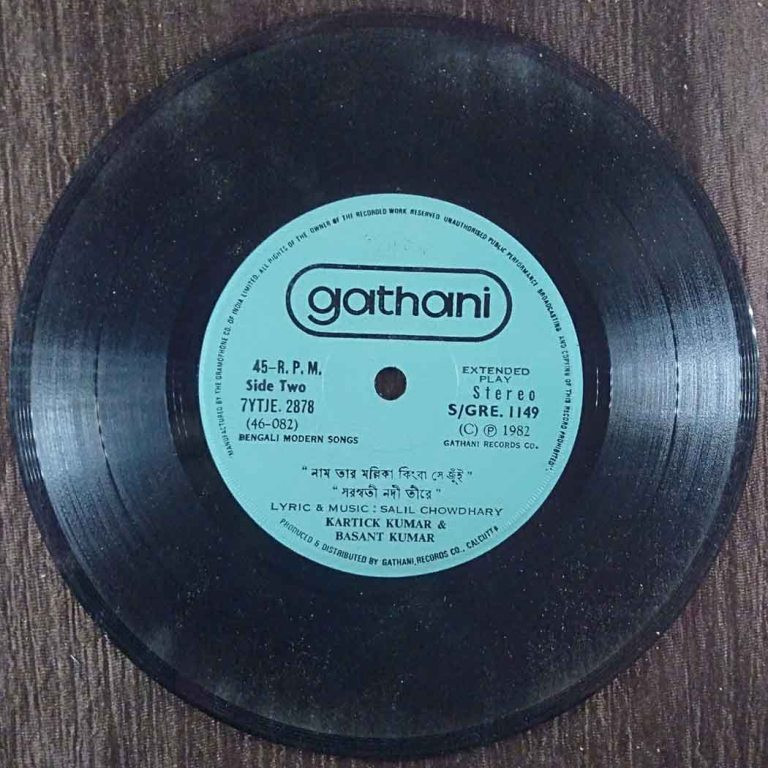 MANUFACTURED BY THE GRAMOPHONE CO. OF INDIA LIMITED. ALL RIGHTS OF THE OWNER OF THE RECORDED WORK RESERVED. UNAUTHORISED PUBLIC PERFORMANCE BROADCASTING AND COPYING OF THIS RECORD PROHIBITED.
gathani
45-R. P. M.
Side Two
7YTJE. 2878
(46-082)
BENGALI MODERN SONGS
EXTENDED
PLAY
Stereo
S/GRE. 1149
(C) Ⓟ 1982
GATHANI RECORDS CO.
"নাম তার মল্লিকা কিংবা সে জুঁই"
"সরস্বতী নদী তীরে"
LYRIC & MUSIC : SALIL CHOWDHARY
KARTICK KUMAR &
BASANT KUMAR
PRODUCED & DISTRIBUTED BY GATHANI, RECORDS CO., CALCUTTA